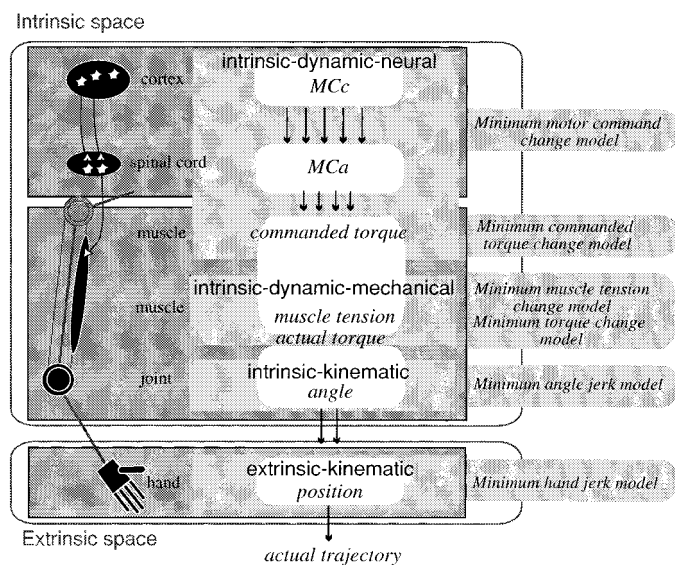 Intrinsic space
intrinsic-dynamic-neural
cortex
MCc
Minimum motor command
change model
spinal cord
MCa
muscle
commanded torque
Minimum commanded
torque change model
intrinsic-dynamic-mechanical
muscle
muscle tension
actual torque
Minimum muscle tension
change model
Minimum torque change
model
intrinsic-kinematic
joint
angle
Minimum angle jerk model
extrinsic-kinematic
hand
position
Minimum hand jerk model
Extrinsic space
actual trajectory